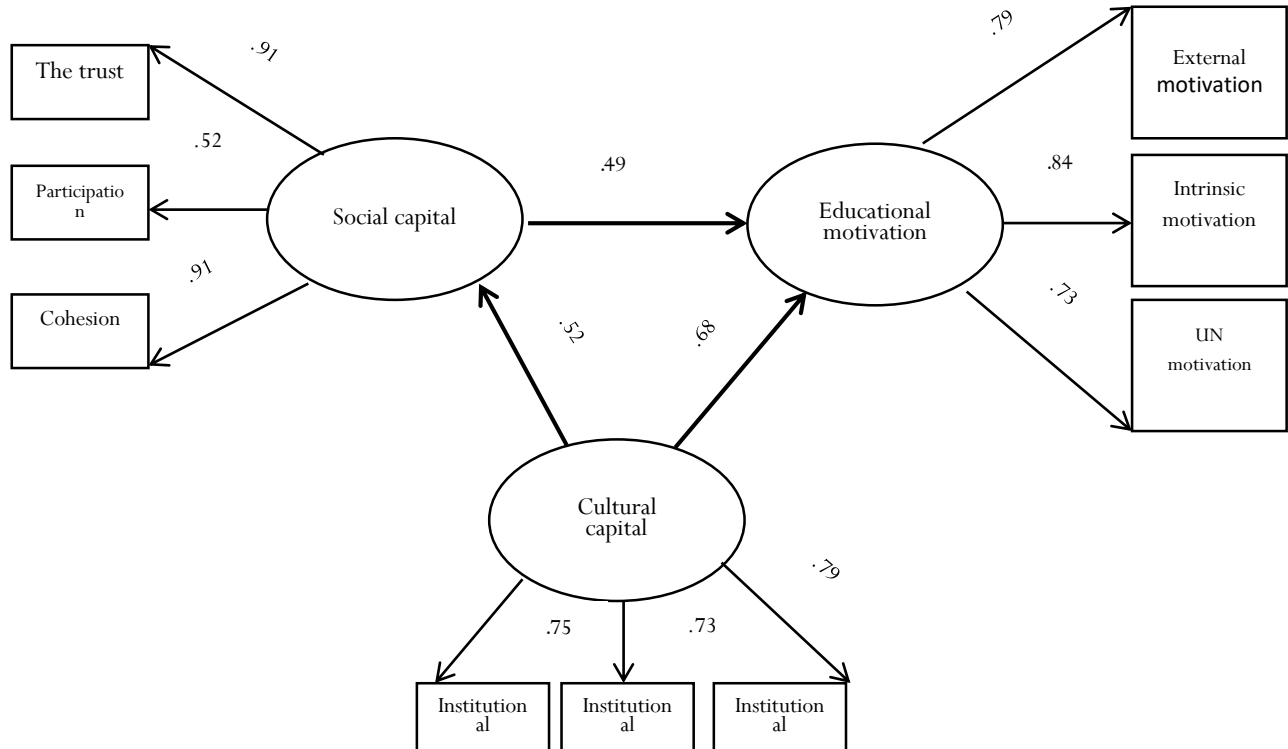 .79
.91
The trust
External
motivation
.52
.49
.84
Participatio
n
Social capital
Educational
motivation
Intrinsic
motivation
.91
.73
Cohesion
.52
.68
UN
motivation
Cultural
capital
.79
.75
.73
Institution
al
Institution
al
Institution
al